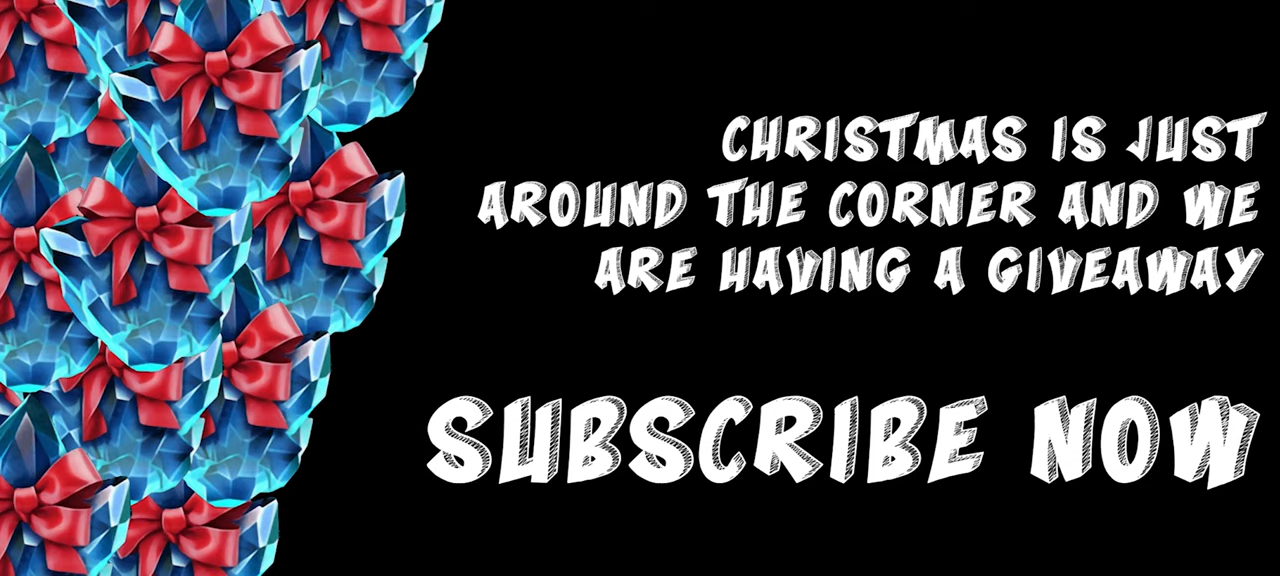 CHRISTMAS IS JUST
AROUND THE CORNER AND WE
ARE HAVING A GIVEAWAY
SUBSCRIBE NOW